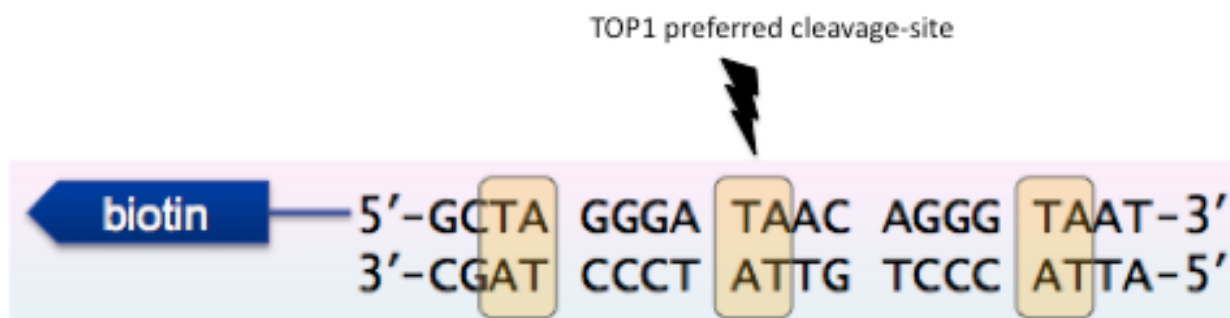 TOP1 preferred cleavage-site
biotin 5′-GCTA GGGA TAAC AGGG TAAT-3′
3′-CGAT CCCT ATTG TCCC ATTA-5′